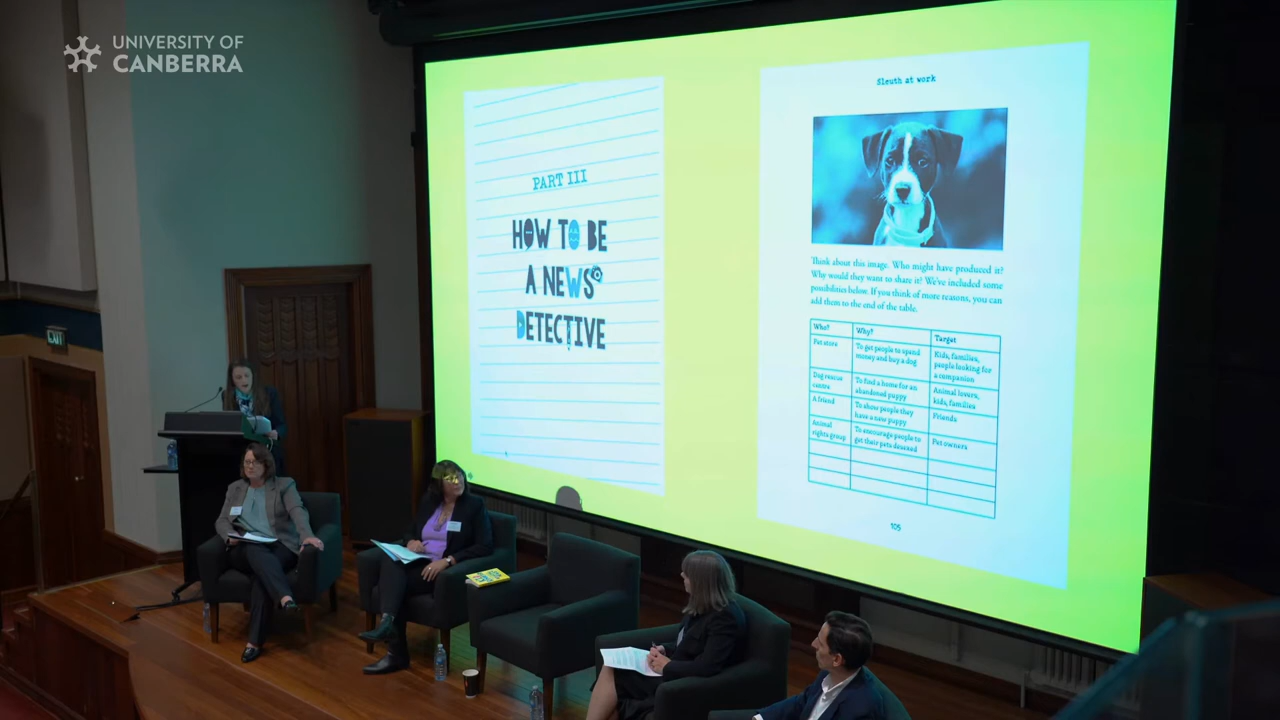 UNIVERSITY OF
CANBERRA
EXIT
PART III
HOW TO BE
A NEWS
DETECTIVE
Sleuth at work
Think about this image. Who might have produced it?
Why would they want to share it? We've included some
possibilities below. If you think of more reasons, you can
add them to the end of the table.
Who? Why? Target
Pet store To get people to spend money and buy a dog Kids, families, people looking for a companion
Dog rescue centre To find a home for an abandoned puppy Animal lovers, kids, families
A friend To show people they have a new puppy Friends
Animal rights group To encourage people to get their pets desexed Pet owners
105